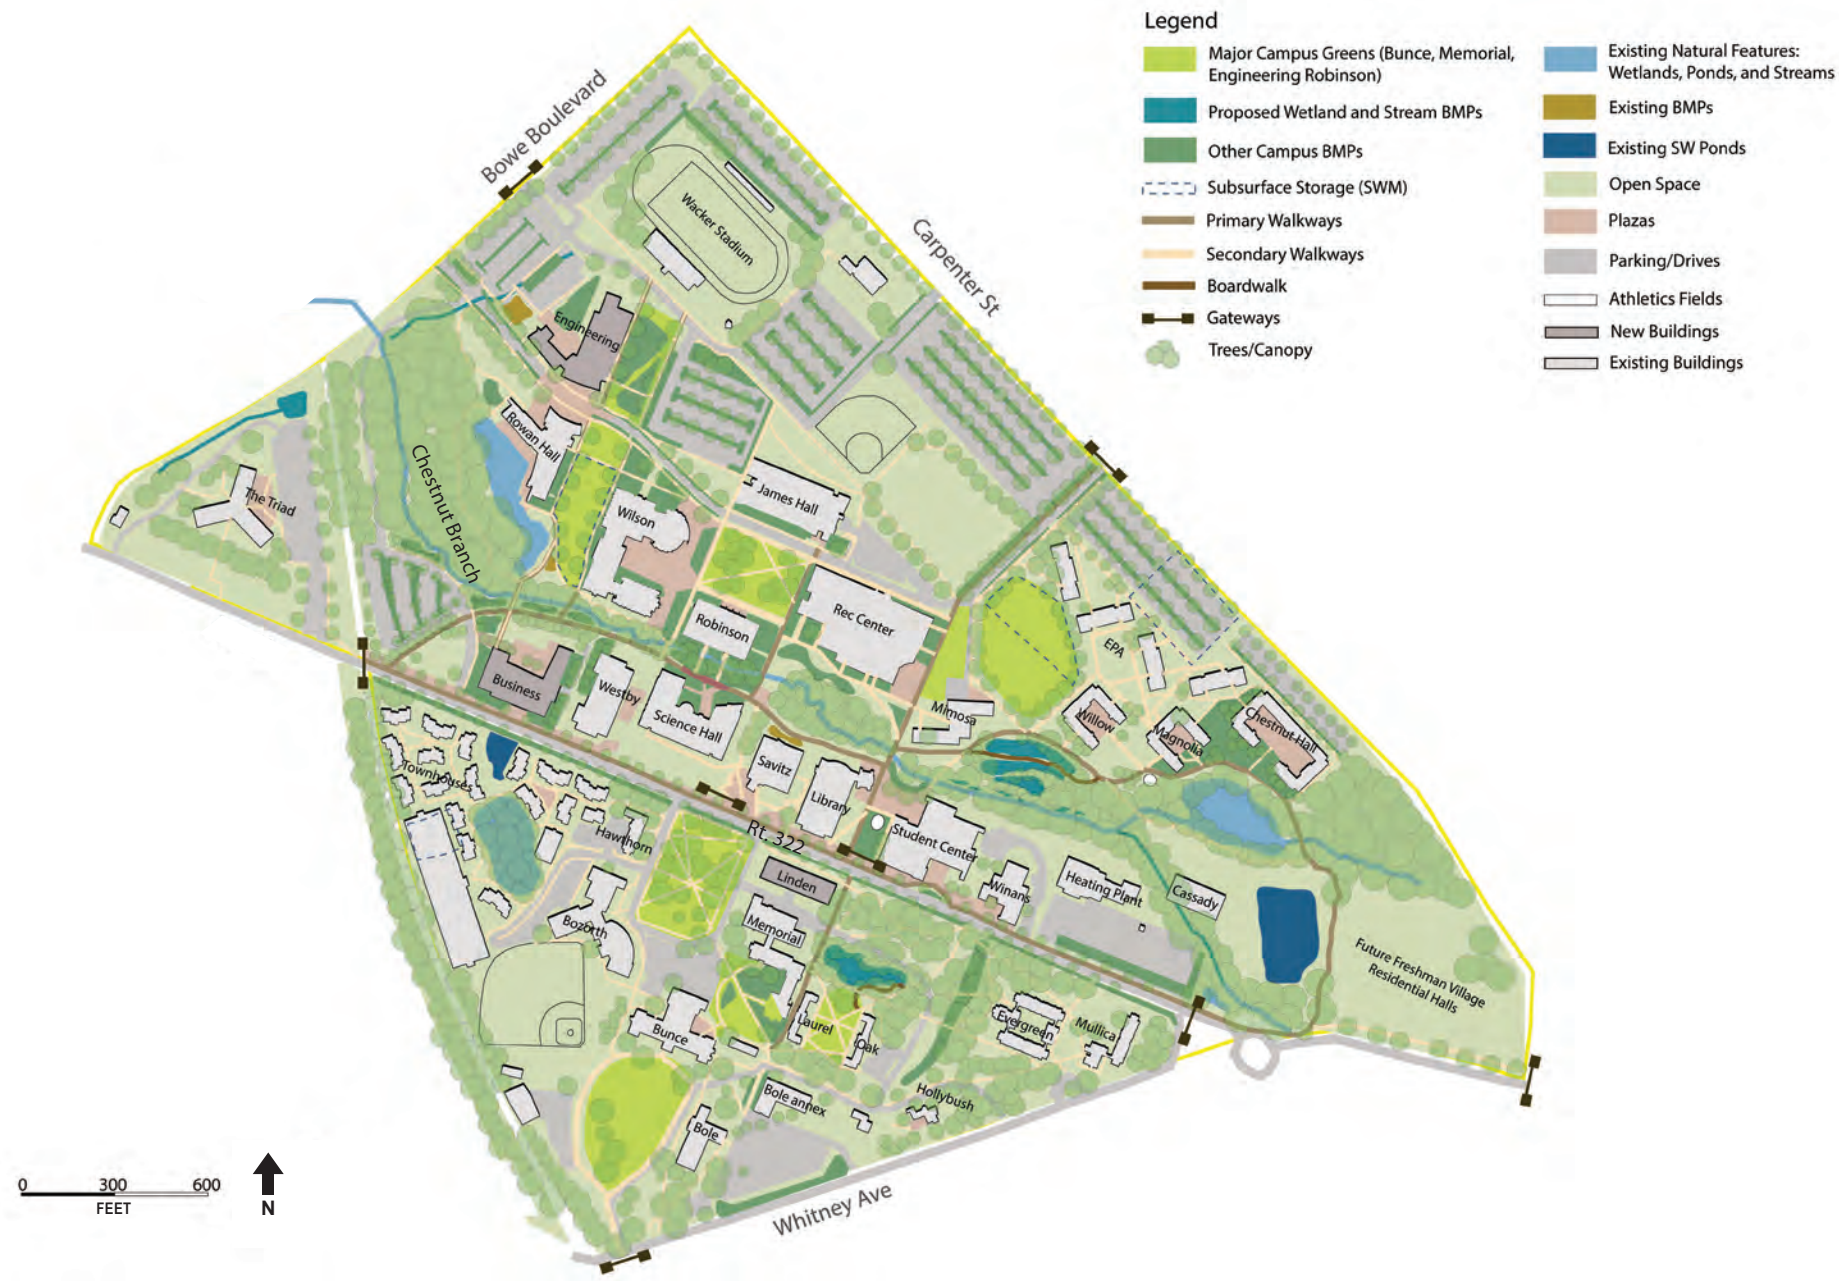 Legend
Major Campus Greens (Bunce, Memorial,
Engineering Robinson)
Proposed Wetland and Stream BMPs
Other Campus BMPs
Subsurface Storage (SWM)
Primary Walkways
Secondary Walkways
Boardwalk
Gateways
Trees/Canopy
Existing Natural Features:
Wetlands, Ponds, and Streams
Existing BMPs
Existing SW Ponds
Open Space
Plazas
Parking/Drives
Athletics Fields
New Buildings
Existing Buildings
Bowe Boulevard
Wacker Stadium
Carpenter St
Engineering
Rowan Hall
Chestnut Branch
The Triad
James Hall
Wilson
Rec Center
Robinson
EPA
Business
Westby
Science Hall
Mimosa
Willow
Magnolia
Chestnut Hall
Townhouses
Savitz
Library
Hawthorn
Rt. 322
Student Center
Linden
Winans
Heating Plant
Cassady
Bozorth
Memorial
Future Freshman Village
Residential Halls
Bunce
Laurel
Oak
Evergreen
Mullica
Hollybush
Bole annex
Bole
Whitney Ave
0 300 600
FEET
N